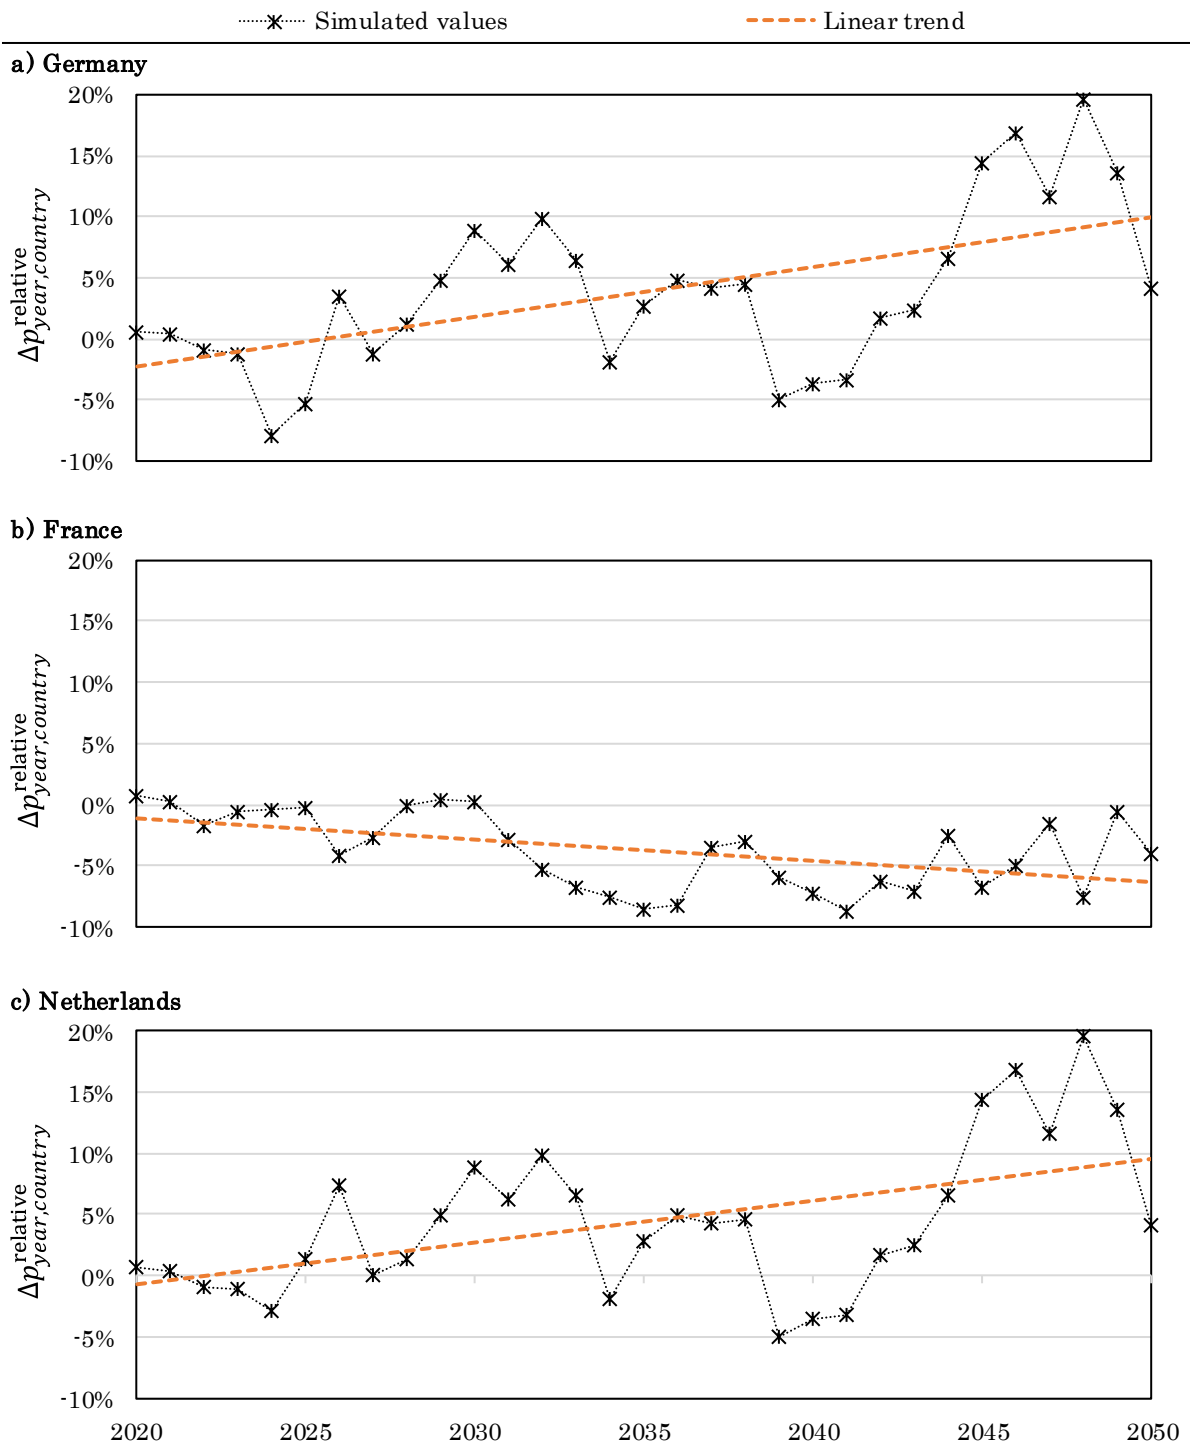 Simulated values Linear trend
a) Germany
20%
15%
10%
5%
0%
-5%
-10%
Δp relative year,country
b) France
20%
15%
10%
5%
0%
-5%
-10%
Δp relative year,country
c) Netherlands
20%
15%
10%
5%
0%
-5%
-10%
Δp relative year,country
2020 2025 2030 2035 2040 2045 2050